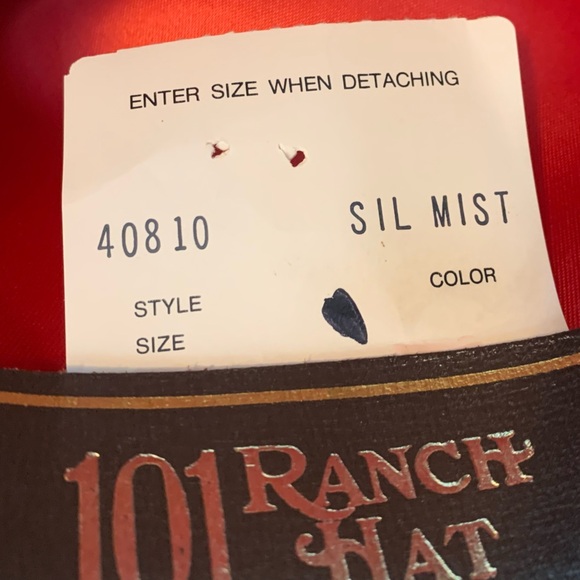 ENTER SIZE WHEN DETACHING
40810 SIL MIST
STYLE COLOR
SIZE
101 RANCH
HAT